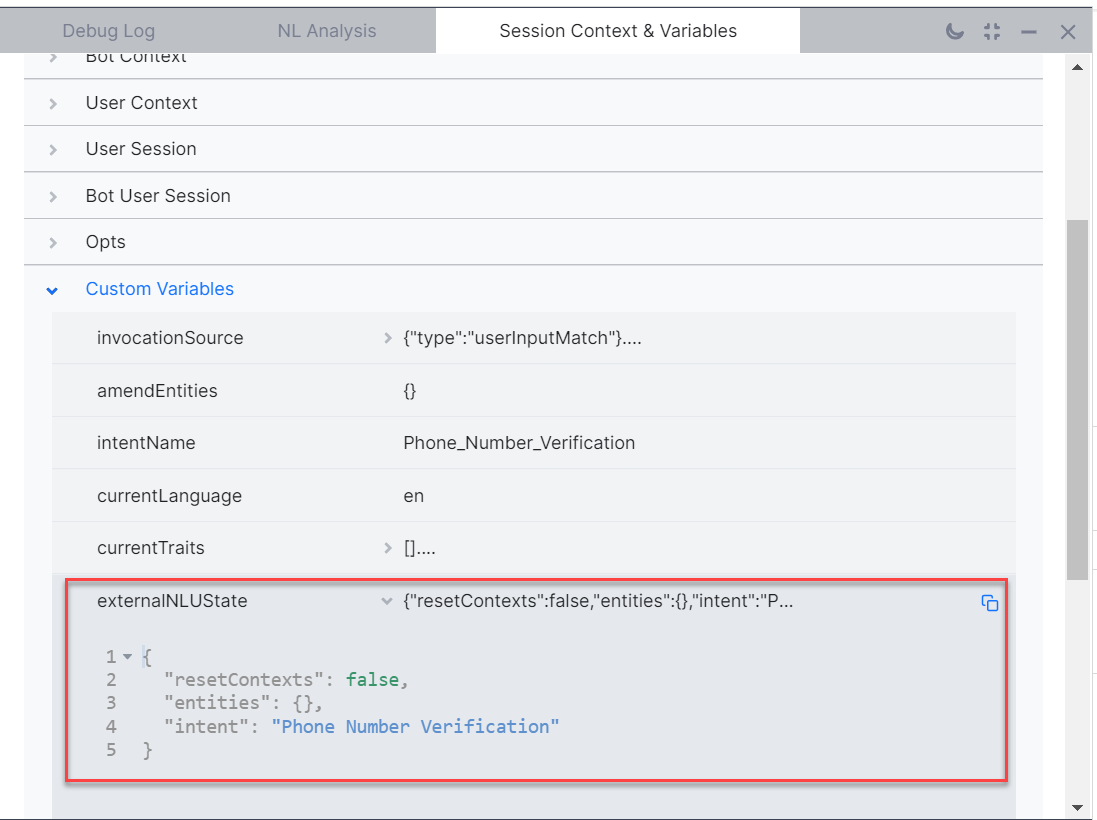 Debug Log NL Analysis Session Context & Variables
Bot Context
User Context
User Session
Bot User Session
Opts
Custom Variables
invocationSource {"type":"userInputMatch"}....
amendEntities {}
intentName Phone_Number_Verification
currentLanguage en
currentTraits []....
externalNLUState {"resetContexts":false,"entities":{},"intent":"P...
1 {
2 "resetContexts": false,
3 "entities": {},
4 "intent": "Phone Number Verification"
5 }